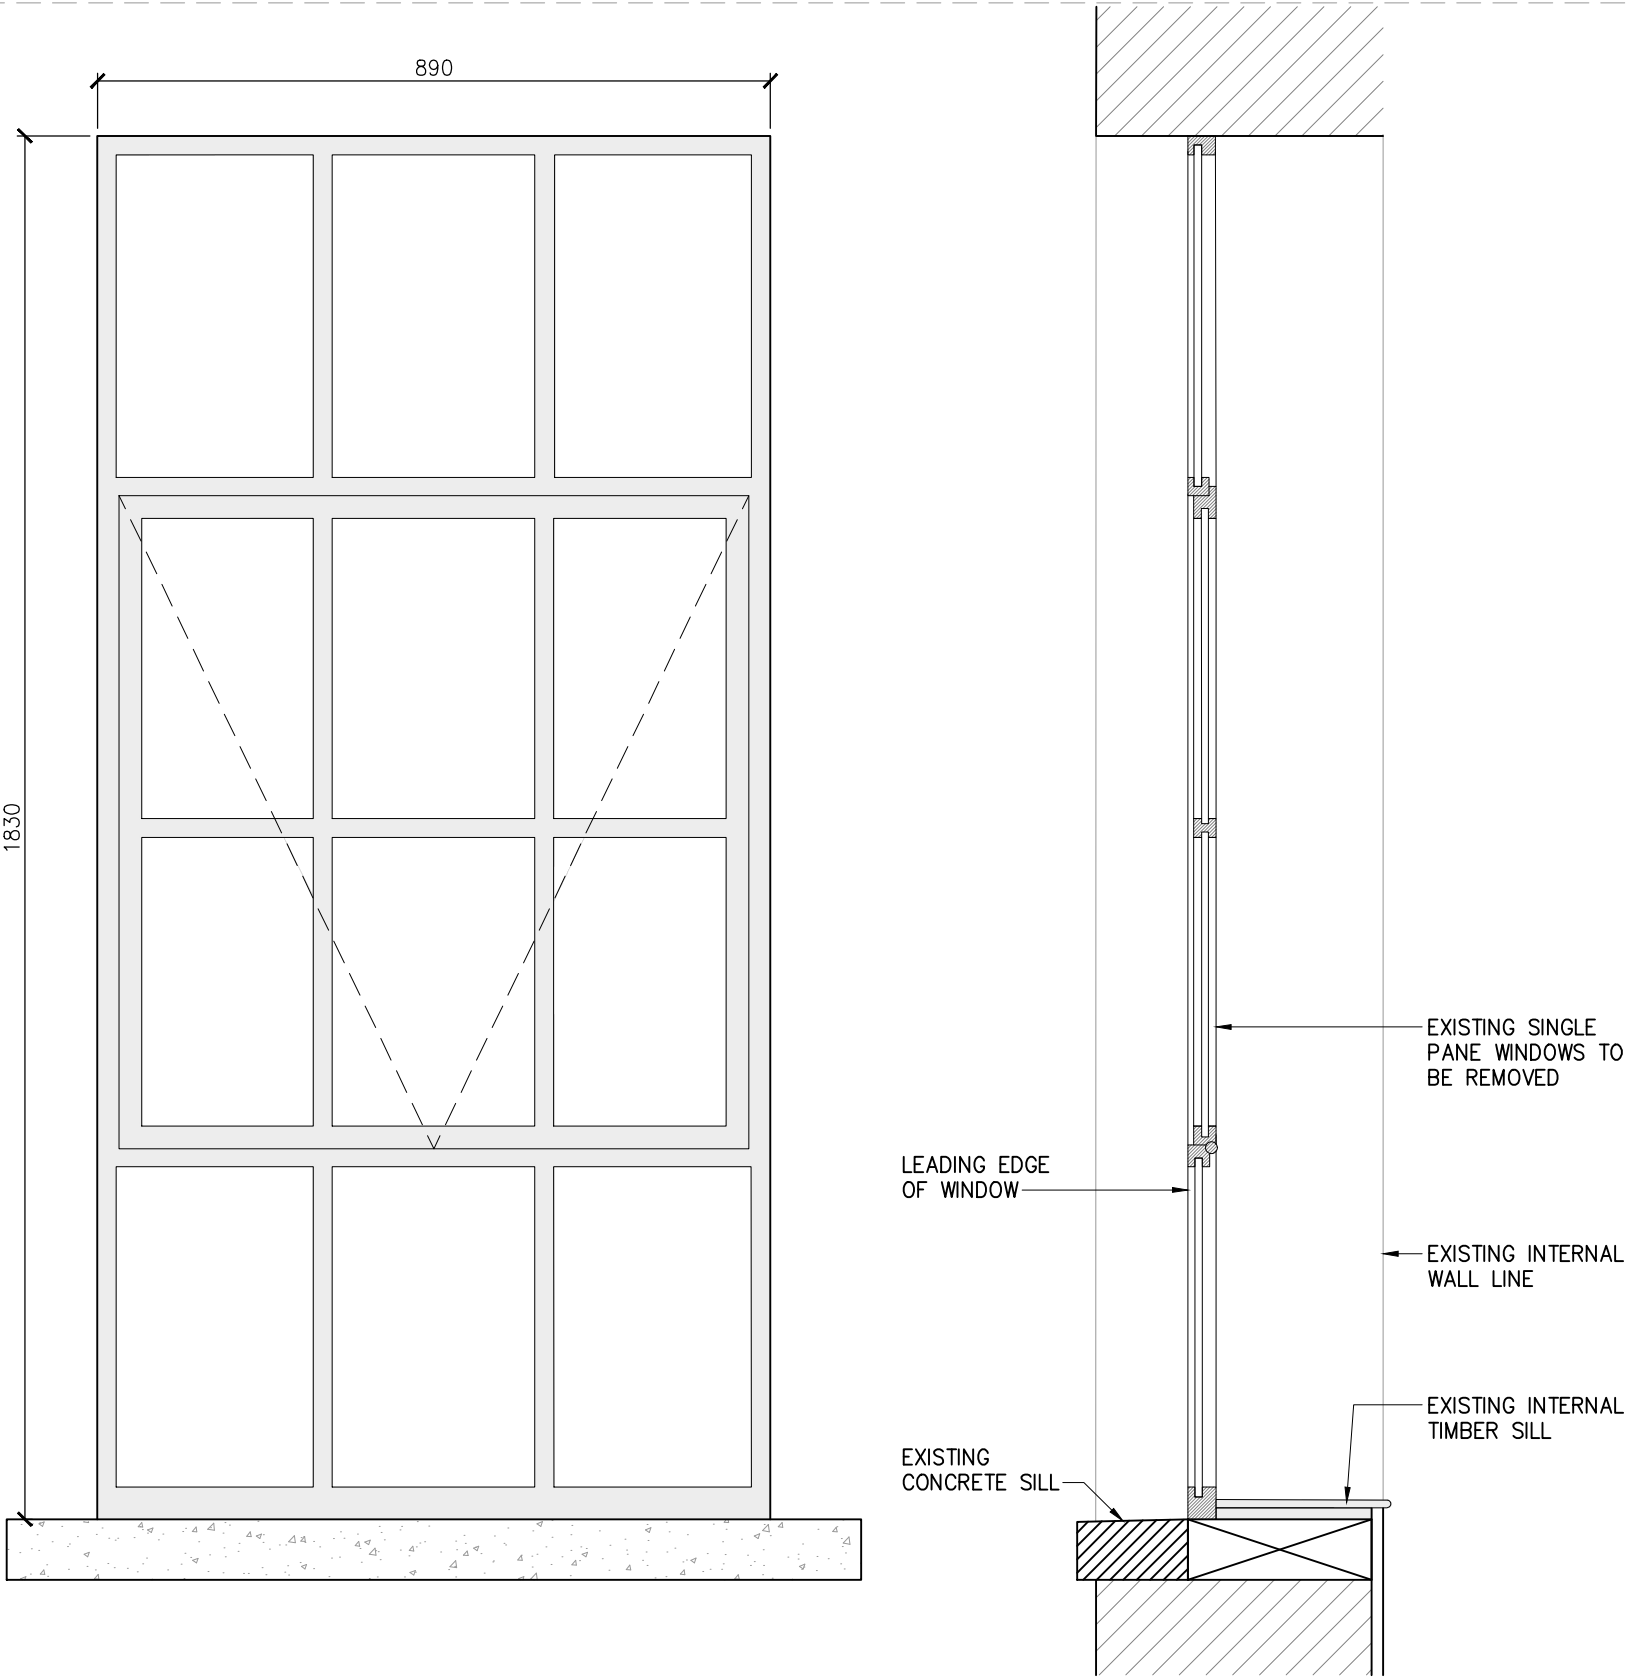 890
1830
EXISTING SINGLE
PANE WINDOWS TO
BE REMOVED
LEADING EDGE
OF WINDOW
EXISTING INTERNAL
WALL LINE
EXISTING INTERNAL
TIMBER SILL
EXISTING
CONCRETE SILL